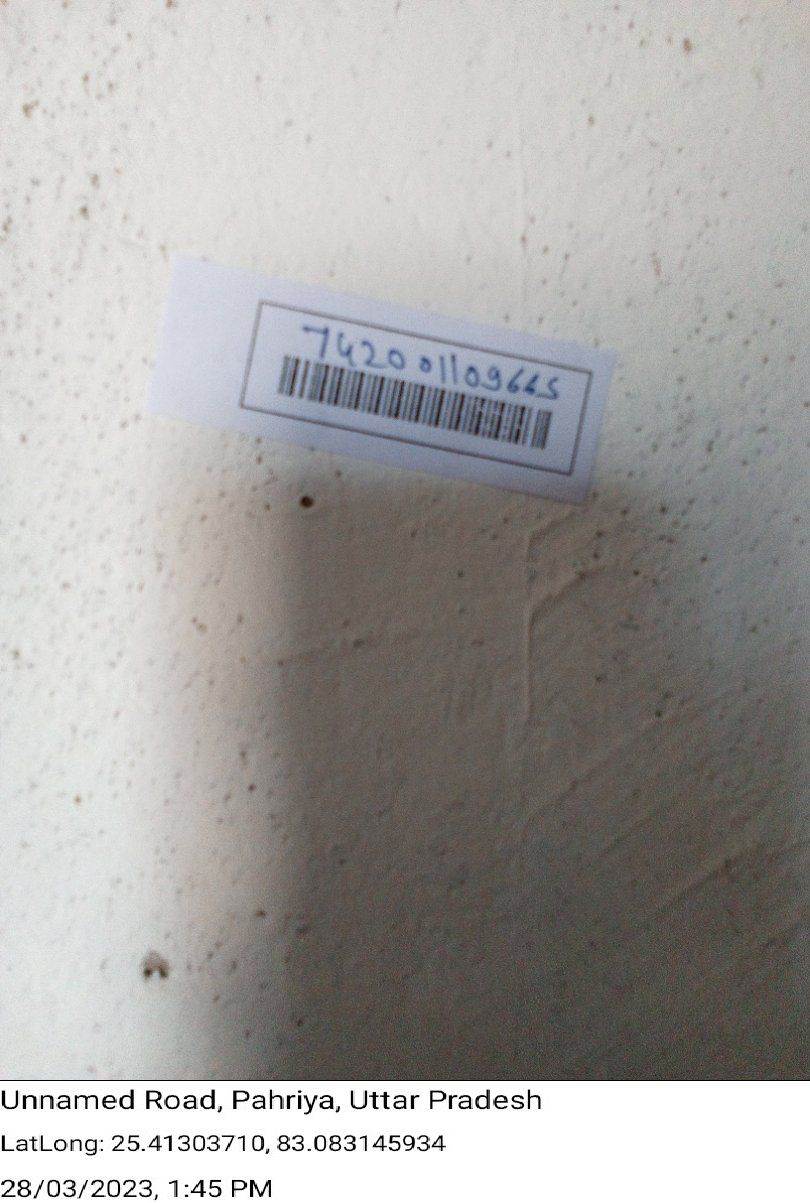 742001109665
Unnamed Road, Pahriya, Uttar Pradesh
LatLong: 25.41303710, 83.083145934
28/03/2023, 1:45 PM